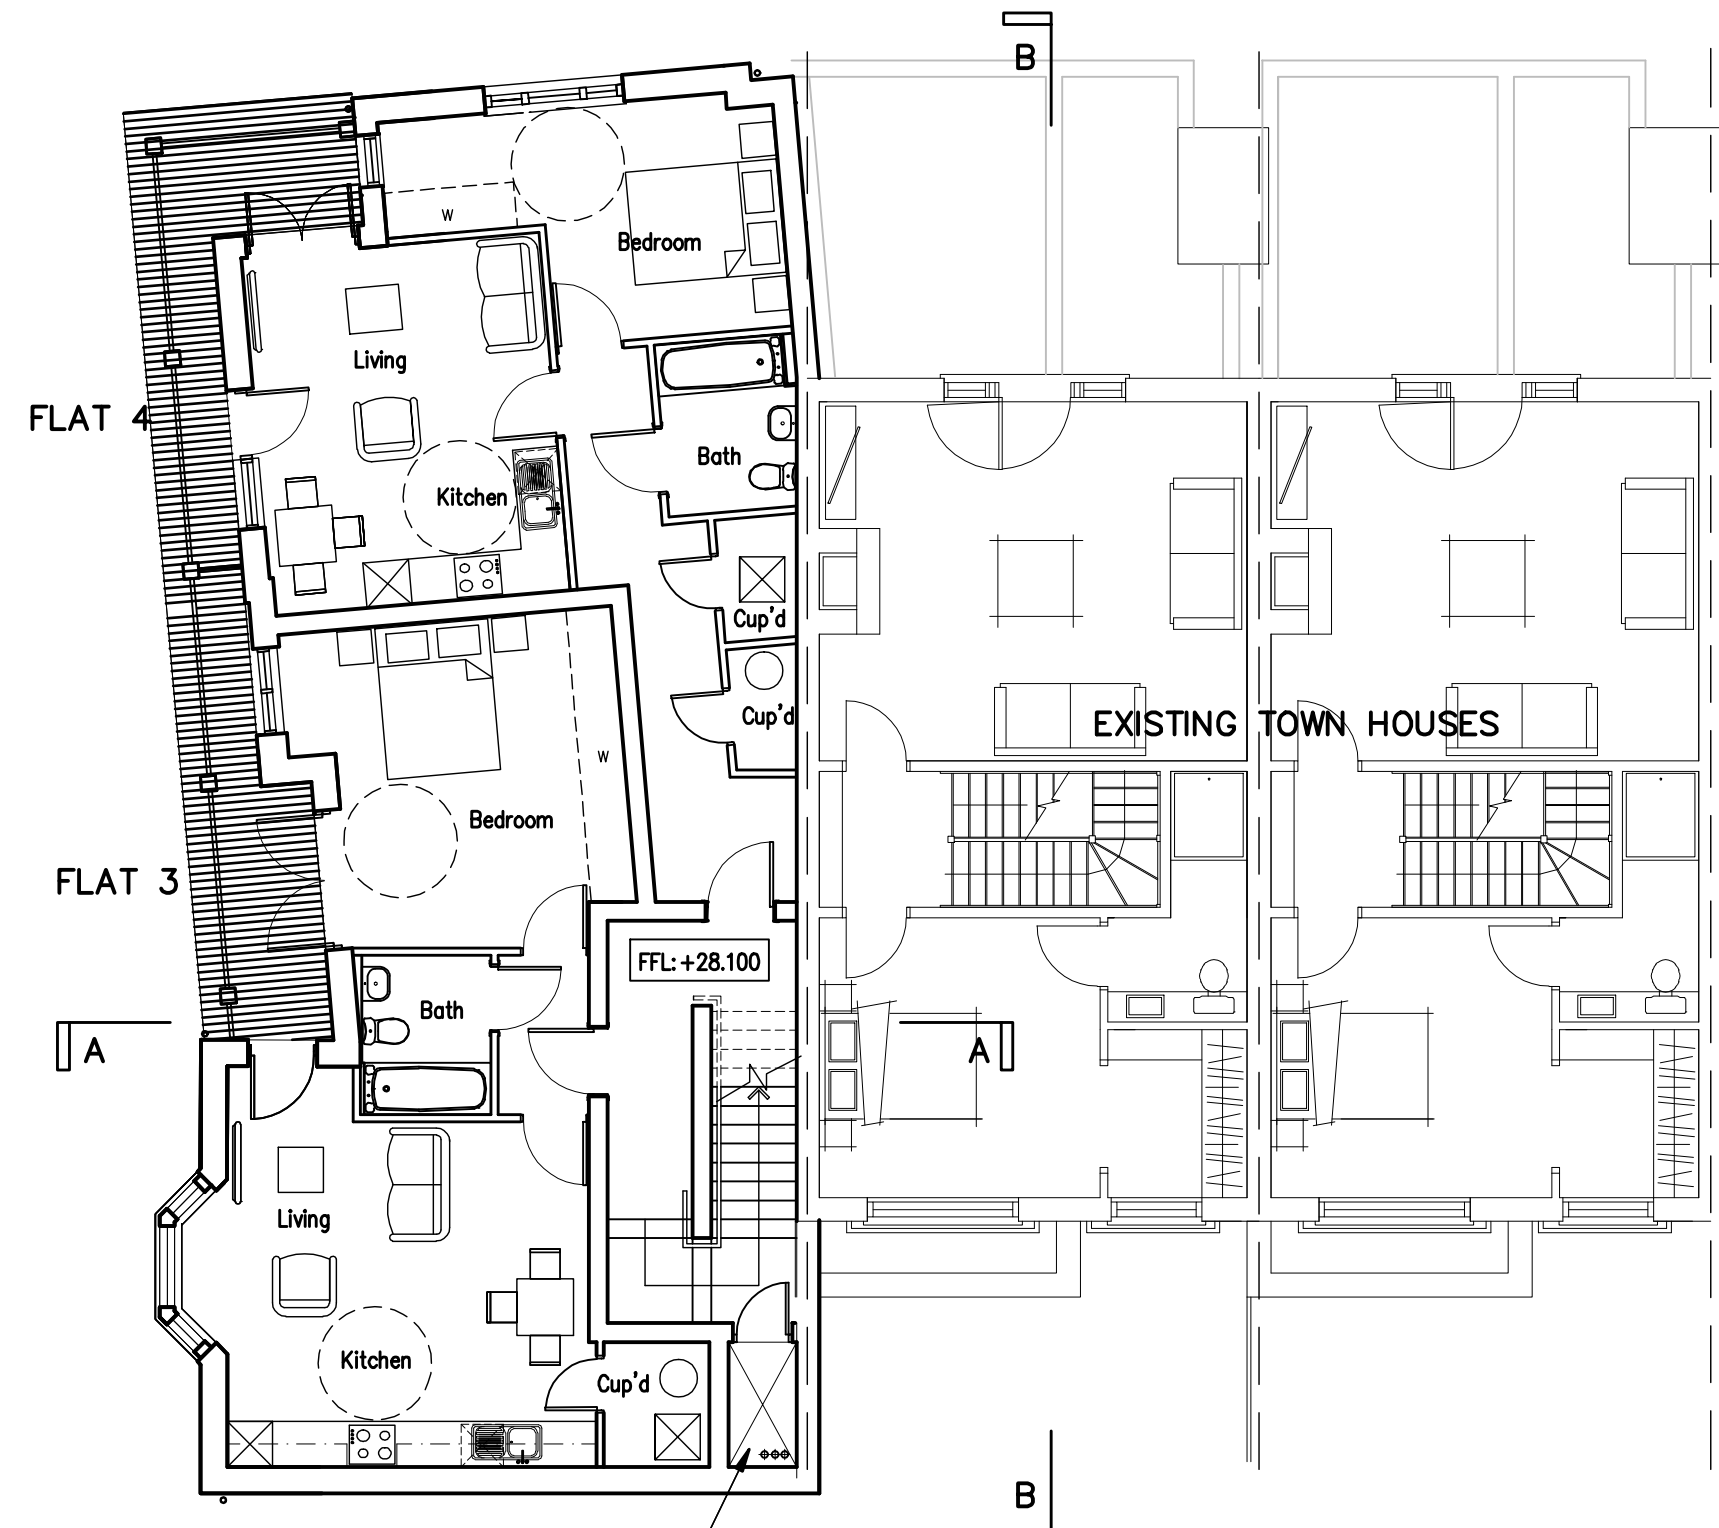 B
W
Bedroom
Living
FLAT 4
Bath
Kitchen
Cup'd
Cup'd
EXISTING TOWN HOUSES
W
Bedroom
FLAT 3
FFL:+28.100
Bath
A
A
Living
Kitchen
Cup'd
B